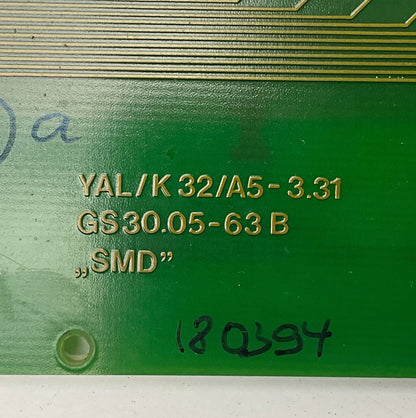 )a
YAL/K 32/A5-3.31
GS30.05-63 B
„SMD”
180394